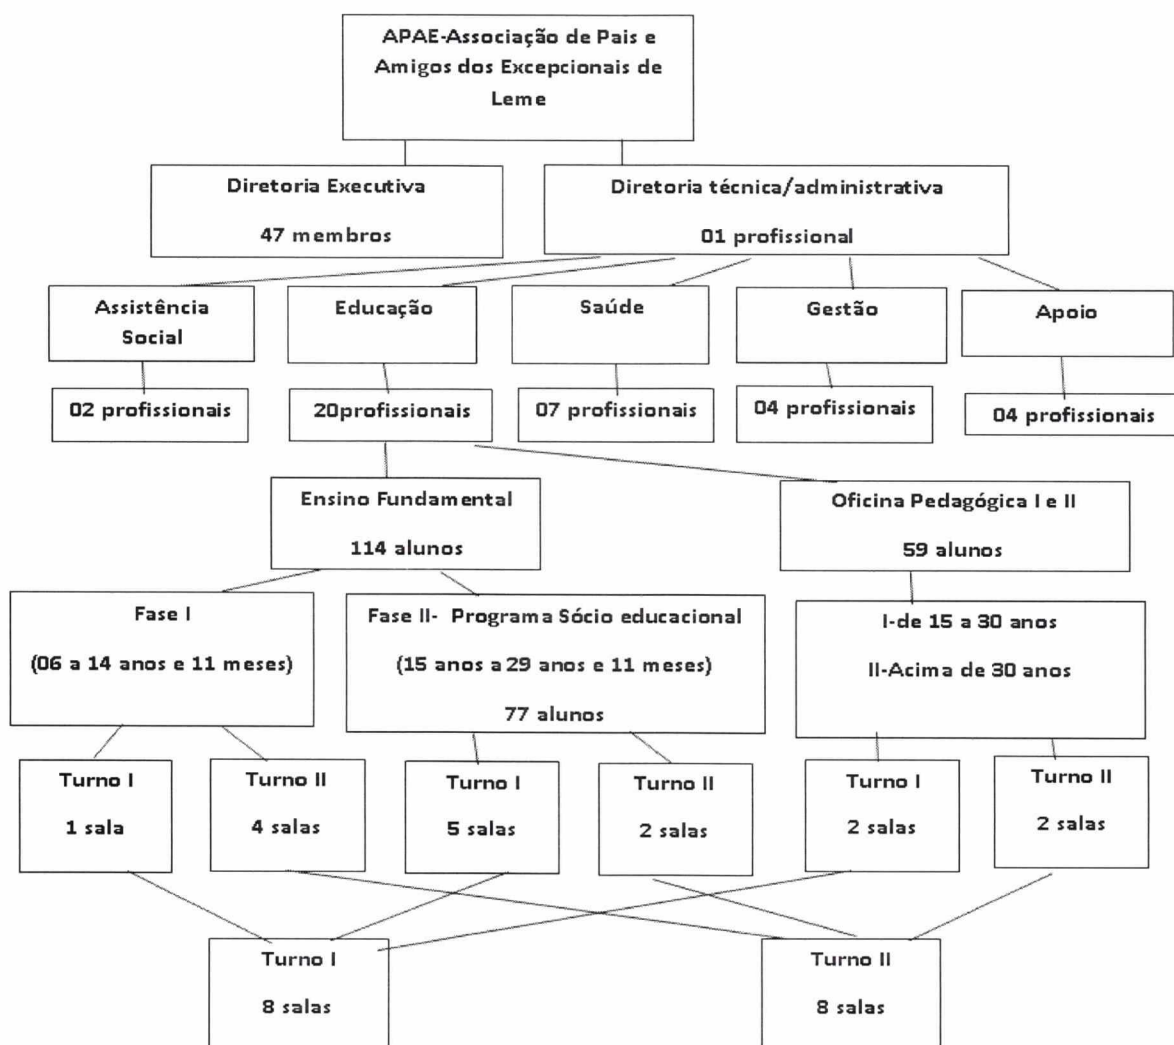 APAE-Associação de Pais e
Amigos dos Excepcionais de
Leme
Diretoria Executiva
47 membros
Diretoria técnica/administrativa
01 profissional
Assistência
Social
Educação
Saúde
Gestão
Apoio
02 profissionais
20profissionais
07 profissionais
04 profissionais
04 profissionais
Ensino Fundamental
114 alunos
Oficina Pedagógica I e II
59 alunos
Fase I
(06 a 14 anos e 11 meses)
Fase II- Programa Sócio educacional
(15 anos a 29 anos e 11 meses)
77 alunos
I-de 15 a 30 anos
II-Acima de 30 anos
Turno I
1 sala
Turno II
4 salas
Turno I
5 salas
Turno II
2 salas
Turno I
2 salas
Turno II
2 salas
Turno I
8 salas
Turno II
8 salas